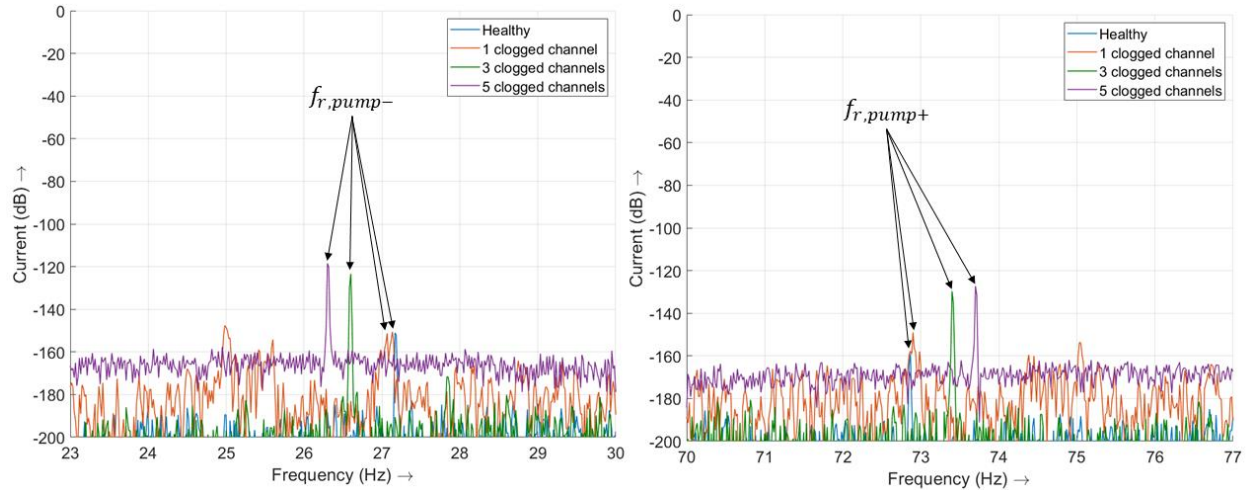 0
-20
-40
-60
-80
-100
-120
-140
-160
-180
-200
Current (dB) →
23 24 25 26 27 28 29 30
Frequency (Hz) →
Healthy
1 clogged channel
3 clogged channels
5 clogged channels
f_{r,pump−}
0
-20
-40
-60
-80
-100
-120
-140
-160
-180
-200
Current (dB) →
70 71 72 73 74 75 76 77
Frequency (Hz) →
Healthy
1 clogged channel
3 clogged channels
5 clogged channels
f_{r,pump+}